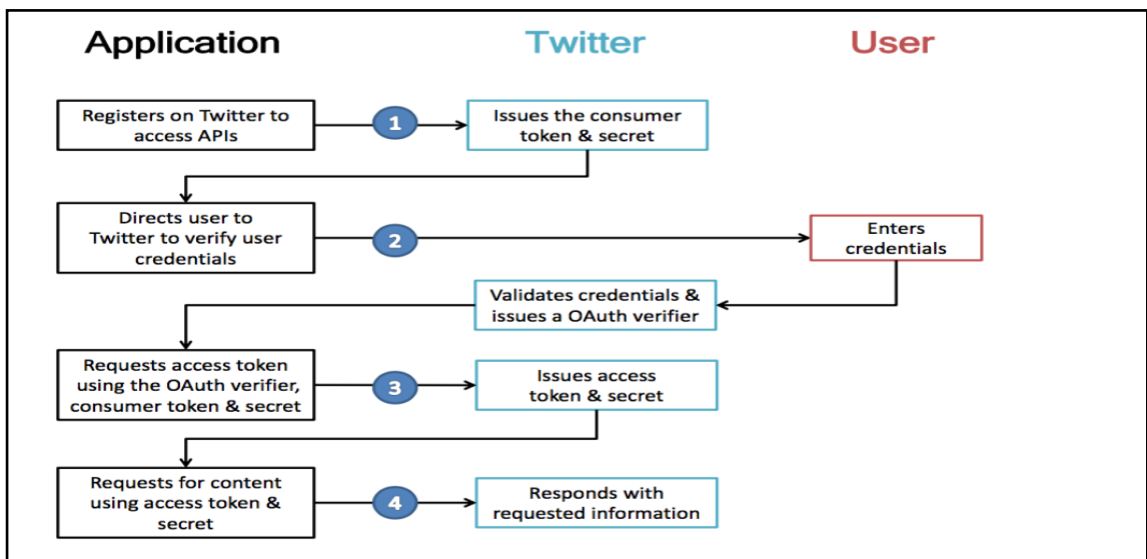 Application
Twitter
User
Registers on Twitter to
access APIs
1
Issues the consumer
token & secret
Directs user to
Twitter to verify user
credentials
2
Enters
credentials
Validates credentials &
issues a OAuth verifier
Requests access token
using the OAuth verifier,
consumer token & secret
3
Issues access
token & secret
Requests for content
using access token &
secret
4
Responds with
requested information